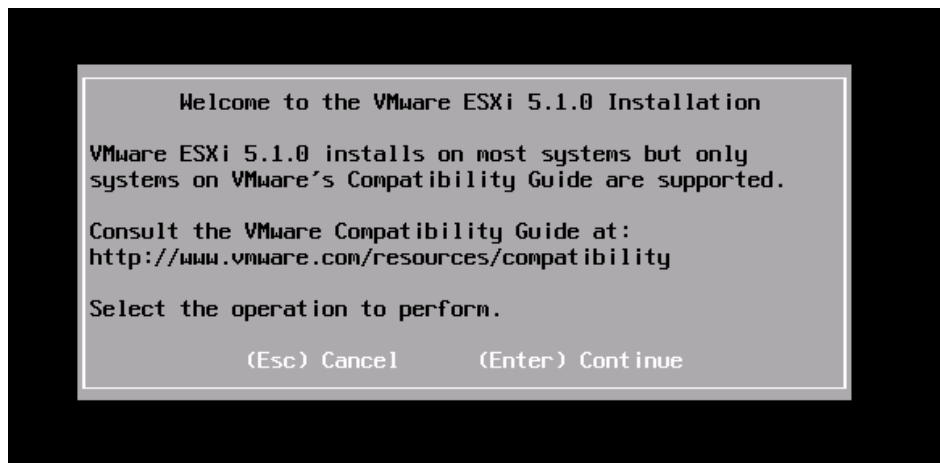 Welcome to the VMware ESXi 5.1.0 Installation
VMware ESXi 5.1.0 installs on most systems but only
systems on VMware's Compatibility Guide are supported.
Consult the VMware Compatibility Guide at:
http://www.vmware.com/resources/compatibility
Select the operation to perform.
(Esc) Cancel (Enter) Continue